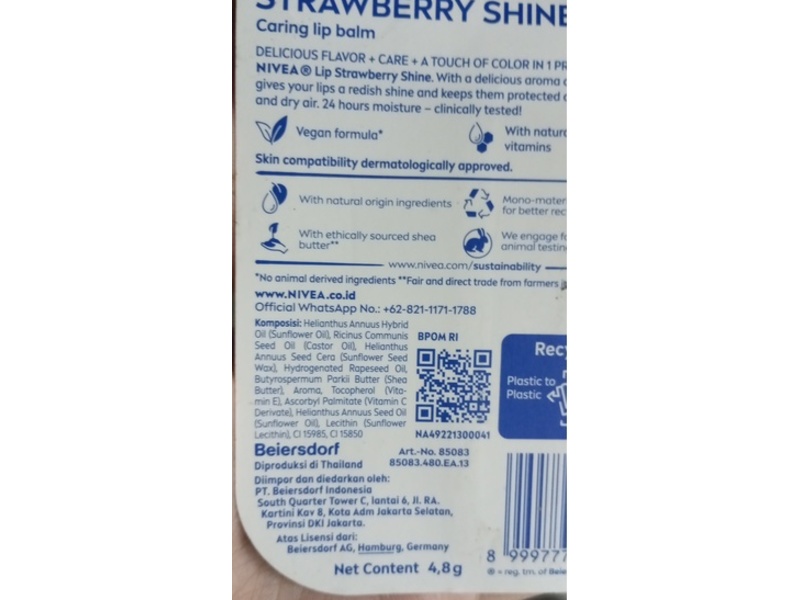 STRAWBERRY SHINE
Caring lip balm
DELICIOUS FLAVOR + CARE + A TOUCH OF COLOR IN 1
NIVEA® Lip Strawberry Shine. With a delicious aroma
gives your lips a redish shine and keeps them protected
and dry air. 24 hours moisture – clinically tested!
Vegan formula*
With
vitamins
Skin compatibility dermatologically approved.
With natural origin ingredients
for better
With ethically sourced shea
butter**
We engage
animal
www.nivea.com/sustainability
*No animal derived ingredients **Fair and direct trade from farmers
www.NIVEA.co.id
Official WhatsApp No.: +62-821-1171-1788
Komposisi: Helianthus Annuus Hybrid
Oil (Sunflower Oil), Ricinus Communis
Seed Oil (Castor Oil), Helianthus
Annuus Seed Cera (Sunflower Seed
Wax), Hydrogenated Rapeseed Oil,
Butyrospermum Parkii Butter (Shea
Butter), Aroma, Tocopherol (Vita-
min E), Ascorbyl Palmitate (Vitamin C
Derivate), Helianthus Annuus Seed Oil
(Sunflower Oil), Lecithin (Sunflower
Lecithin), CI 15985, CI 15850
BPOM RI
NA49221300041
Plastic to
Plastic
Beiersdorf
Diproduksi di Thailand
Art.-No. 85083
85083.480.EA.13
Diimpor dan diedarkan oleh:
PT. Beiersdorf Indonesia
South Quarter Tower C, lantai 6, Jl. RA.
Kartini Kav 8, Kota Adm Jakarta Selatan,
Provinsi DKI Jakarta.
Atas Lisensi dari:
Beiersdorf AG, Hamburg, Germany
Net Content 4,8g
8 999777
® = reg. tm. of